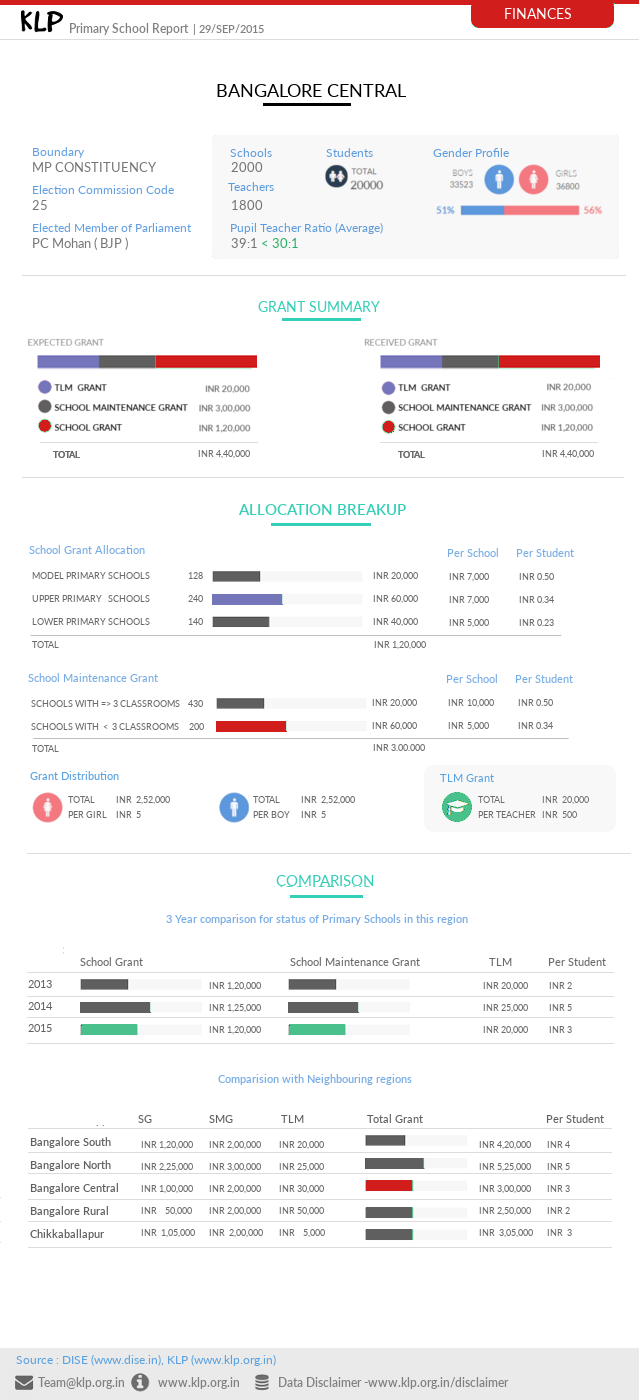 KLP Primary School Report | 29/SEP/2015 FINANCES
BANGALORE CENTRAL
Boundary
MP CONSTITUENCY
Election Commission Code
25
Elected Member of Parliament
PC Mohan ( BJP )
Schools
2000
Teachers
1800
Pupil Teacher Ratio (Average)
39:1 < 30:1
Students
TOTAL
20000
Gender Profile
BOYS
33523
GIRLS
36800
51% 56%
GRANT SUMMARY
EXPECTED GRANT
TLM GRANT INR 20,000
SCHOOL MAINTENANCE GRANT INR 3,00,000
SCHOOL GRANT INR 1,20,000
TOTAL INR 4,40,000
RECEIVED GRANT
TLM GRANT INR 20,000
SCHOOL MAINTENANCE GRANT INR 3,00,000
SCHOOL GRANT INR 1,20,000
TOTAL INR 4,40,000
ALLOCATION BREAKUP
School Grant Allocation Per School Per Student
MODEL PRIMARY SCHOOLS 128 INR 20,000 INR 7,000 INR 0.50
UPPER PRIMARY SCHOOLS 240 INR 60,000 INR 7,000 INR 0.34
LOWER PRIMARY SCHOOLS 140 INR 40,000 INR 5,000 INR 0.23
TOTAL INR 1,20,000
School Maintenance Grant Per School Per Student
SCHOOLS WITH => 3 CLASSROOMS 430 INR 20,000 INR 10,000 INR 0.50
SCHOOLS WITH < 3 CLASSROOMS 200 INR 60,000 INR 5,000 INR 0.34
TOTAL INR 3.00.000
Grant Distribution
TOTAL INR 2,52,000
PER GIRL INR 5
TOTAL INR 2,52,000
PER BOY INR 5
TLM Grant
TOTAL INR 20,000
PER TEACHER INR 500
COMPARISON
3 Year comparison for status of Primary Schools in this region
School Grant School Maintenance Grant TLM Per Student
2013 INR 1,20,000 INR 20,000 INR 2
2014 INR 1,25,000 INR 25,000 INR 5
2015 INR 1,20,000 INR 20,000 INR 3
Comparision with Neighbouring regions
SG SMG TLM Total Grant Per Student
Bangalore South INR 1,20,000 INR 2,00,000 INR 20,000 INR 4,20,000 INR 4
Bangalore North INR 2,25,000 INR 3,00,000 INR 25,000 INR 5,25,000 INR 5
Bangalore Central INR 1,00,000 INR 2,00,000 INR 30,000 INR 3,00,000 INR 3
Bangalore Rural INR 50,000 INR 2,00,000 INR 50,000 INR 2,50,000 INR 2
Chikkaballapur INR 1,05,000 INR 2,00,000 INR 5,000 INR 3,05,000 INR 3
Source : DISE (www.dise.in), KLP (www.klp.org.in)
Team@klp.org.in www.klp.org.in Data Disclaimer -www.klp.org.in/disclaimer